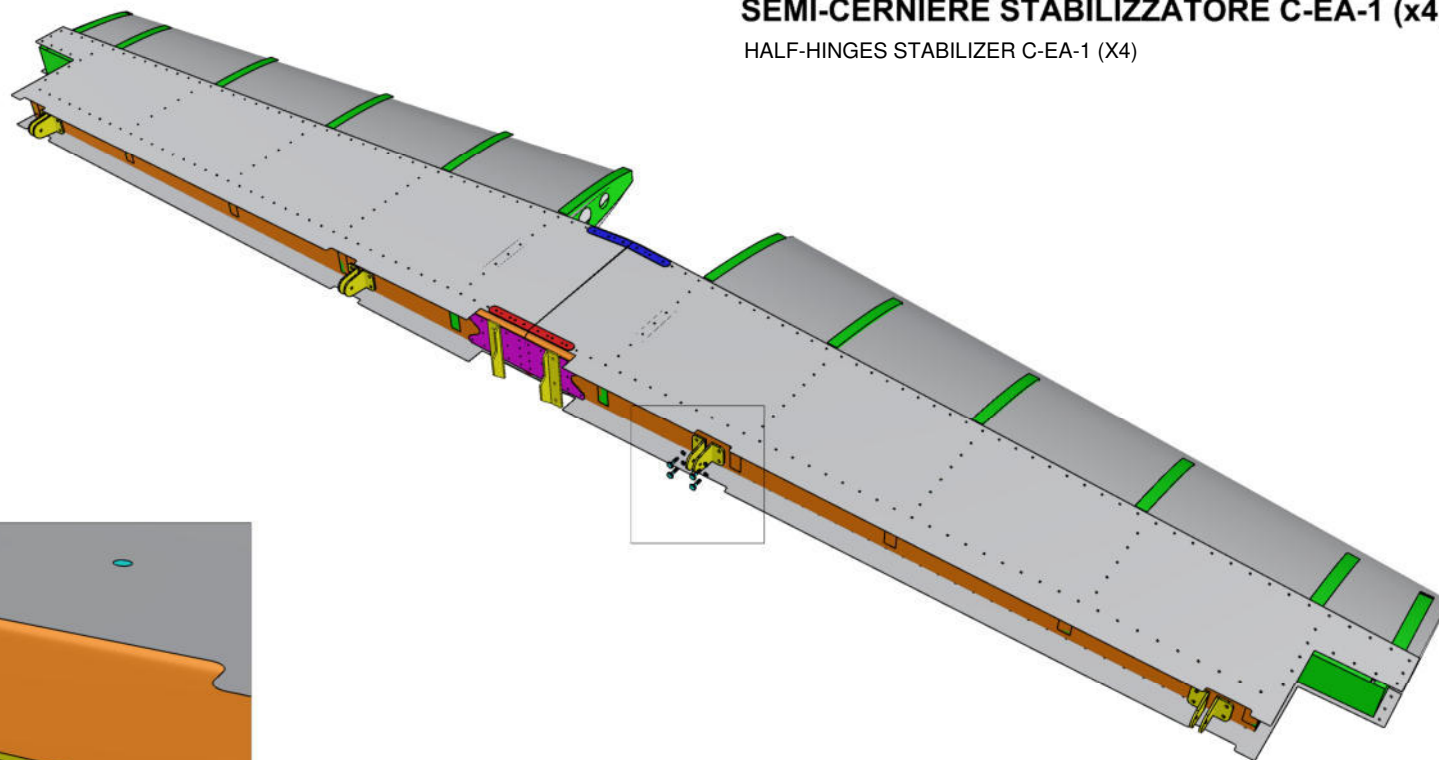 SEMI-CERNIERE STABILIZZATORE C-EA-1 (x4
HALF-HINGES STABILIZER C-EA-1 (X4)